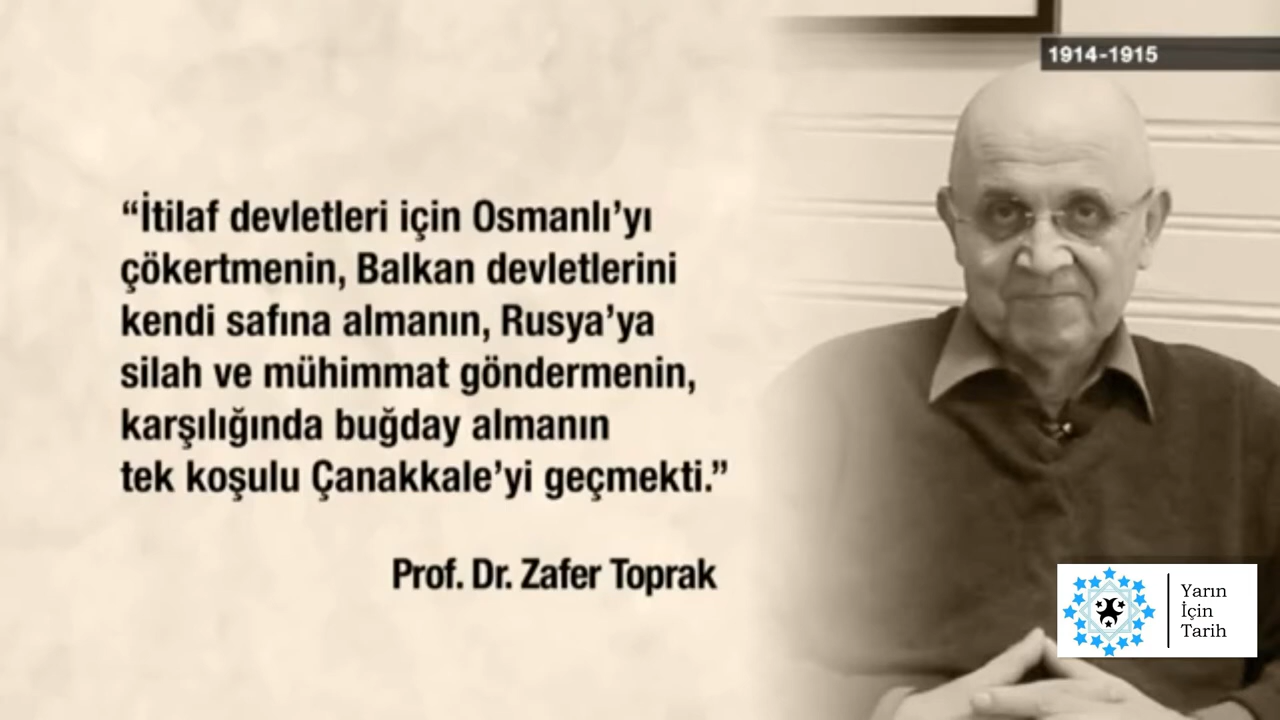 1914-1915
“İtilaf devletleri için Osmanlı’yı
çökertmenin, Balkan devletlerini
kendi safına almanın, Rusya’ya
silah ve mühimmat göndermenin,
karşılığında buğday almanın
tek koşulu Çanakkale’yi geçmekti.”
Prof. Dr. Zafer Toprak
Yarın
İçin
Tarih